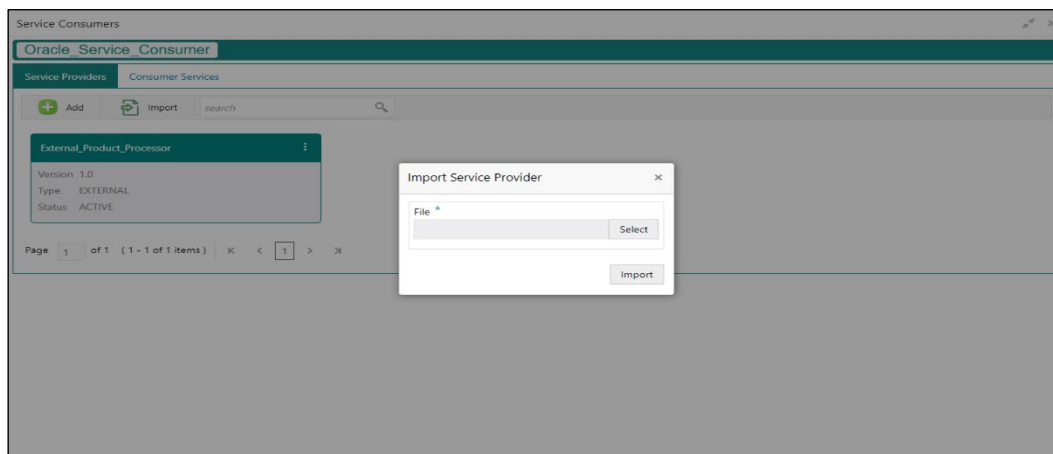 Service Consumers
Oracle_Service_Consumer
Service Providers Consumer Services
Add Import search
External_Product_Processor
Version 1.0
Type EXTERNAL
Status ACTIVE
Page 1 of 1 ( 1 - 1 of 1 items ) 1
Import Service Provider
File *
Select
Import